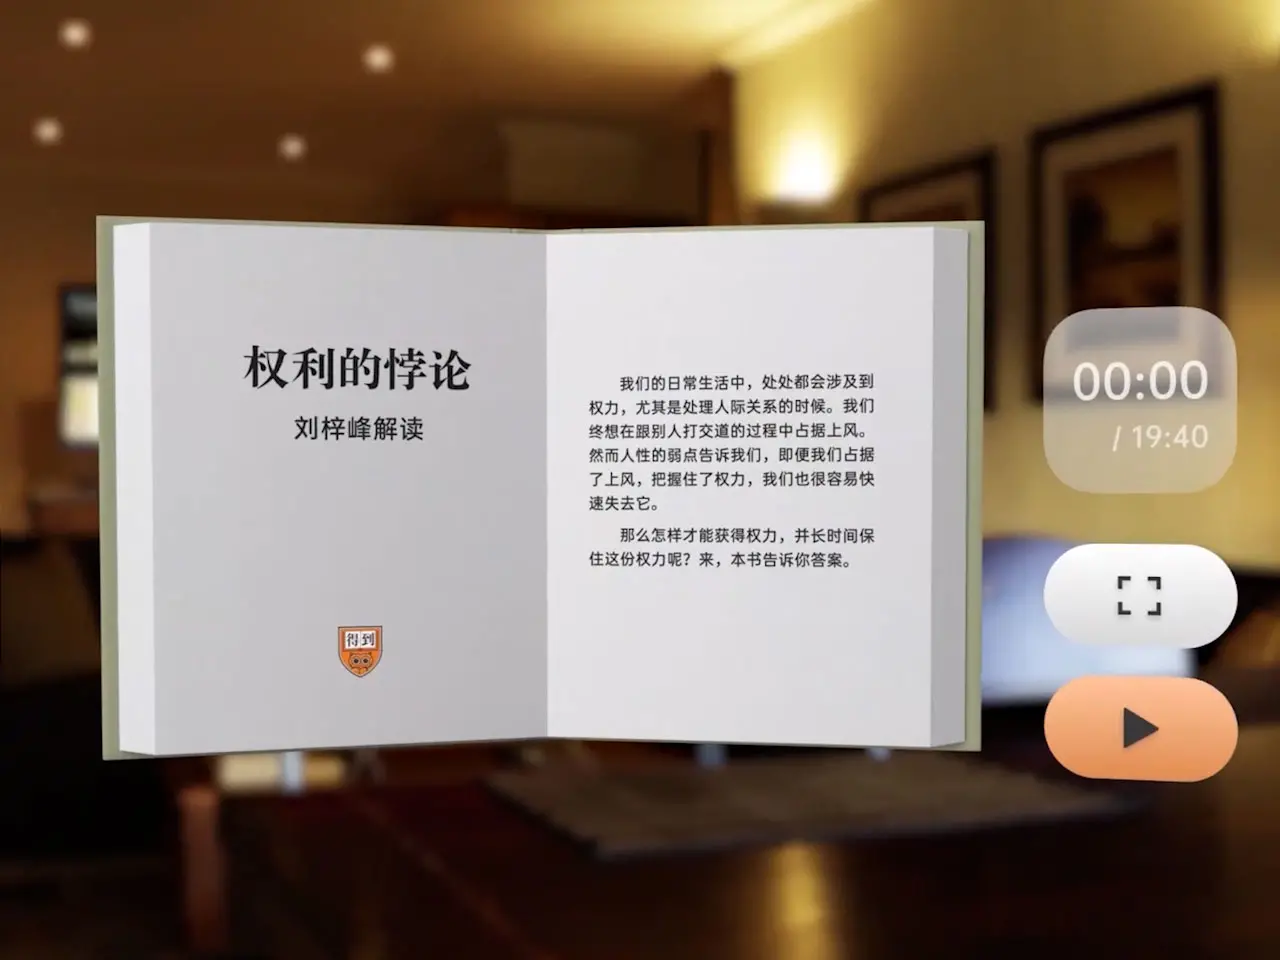 权利的悖论
刘梓峰解读
得到
我们的日常生活中，处处都会涉及到
权力，尤其是处理人际关系的时候。我们
终想在跟别人打交道的过程中占据上风。
然而人性的弱点告诉我们，即便我们占据
了上风，把握住了权力，我们也很容易快
速失去它。
那么怎样才能获得权力，并长时间保
住这份权力呢？来，本书告诉你答案。
00:00
/ 19:40